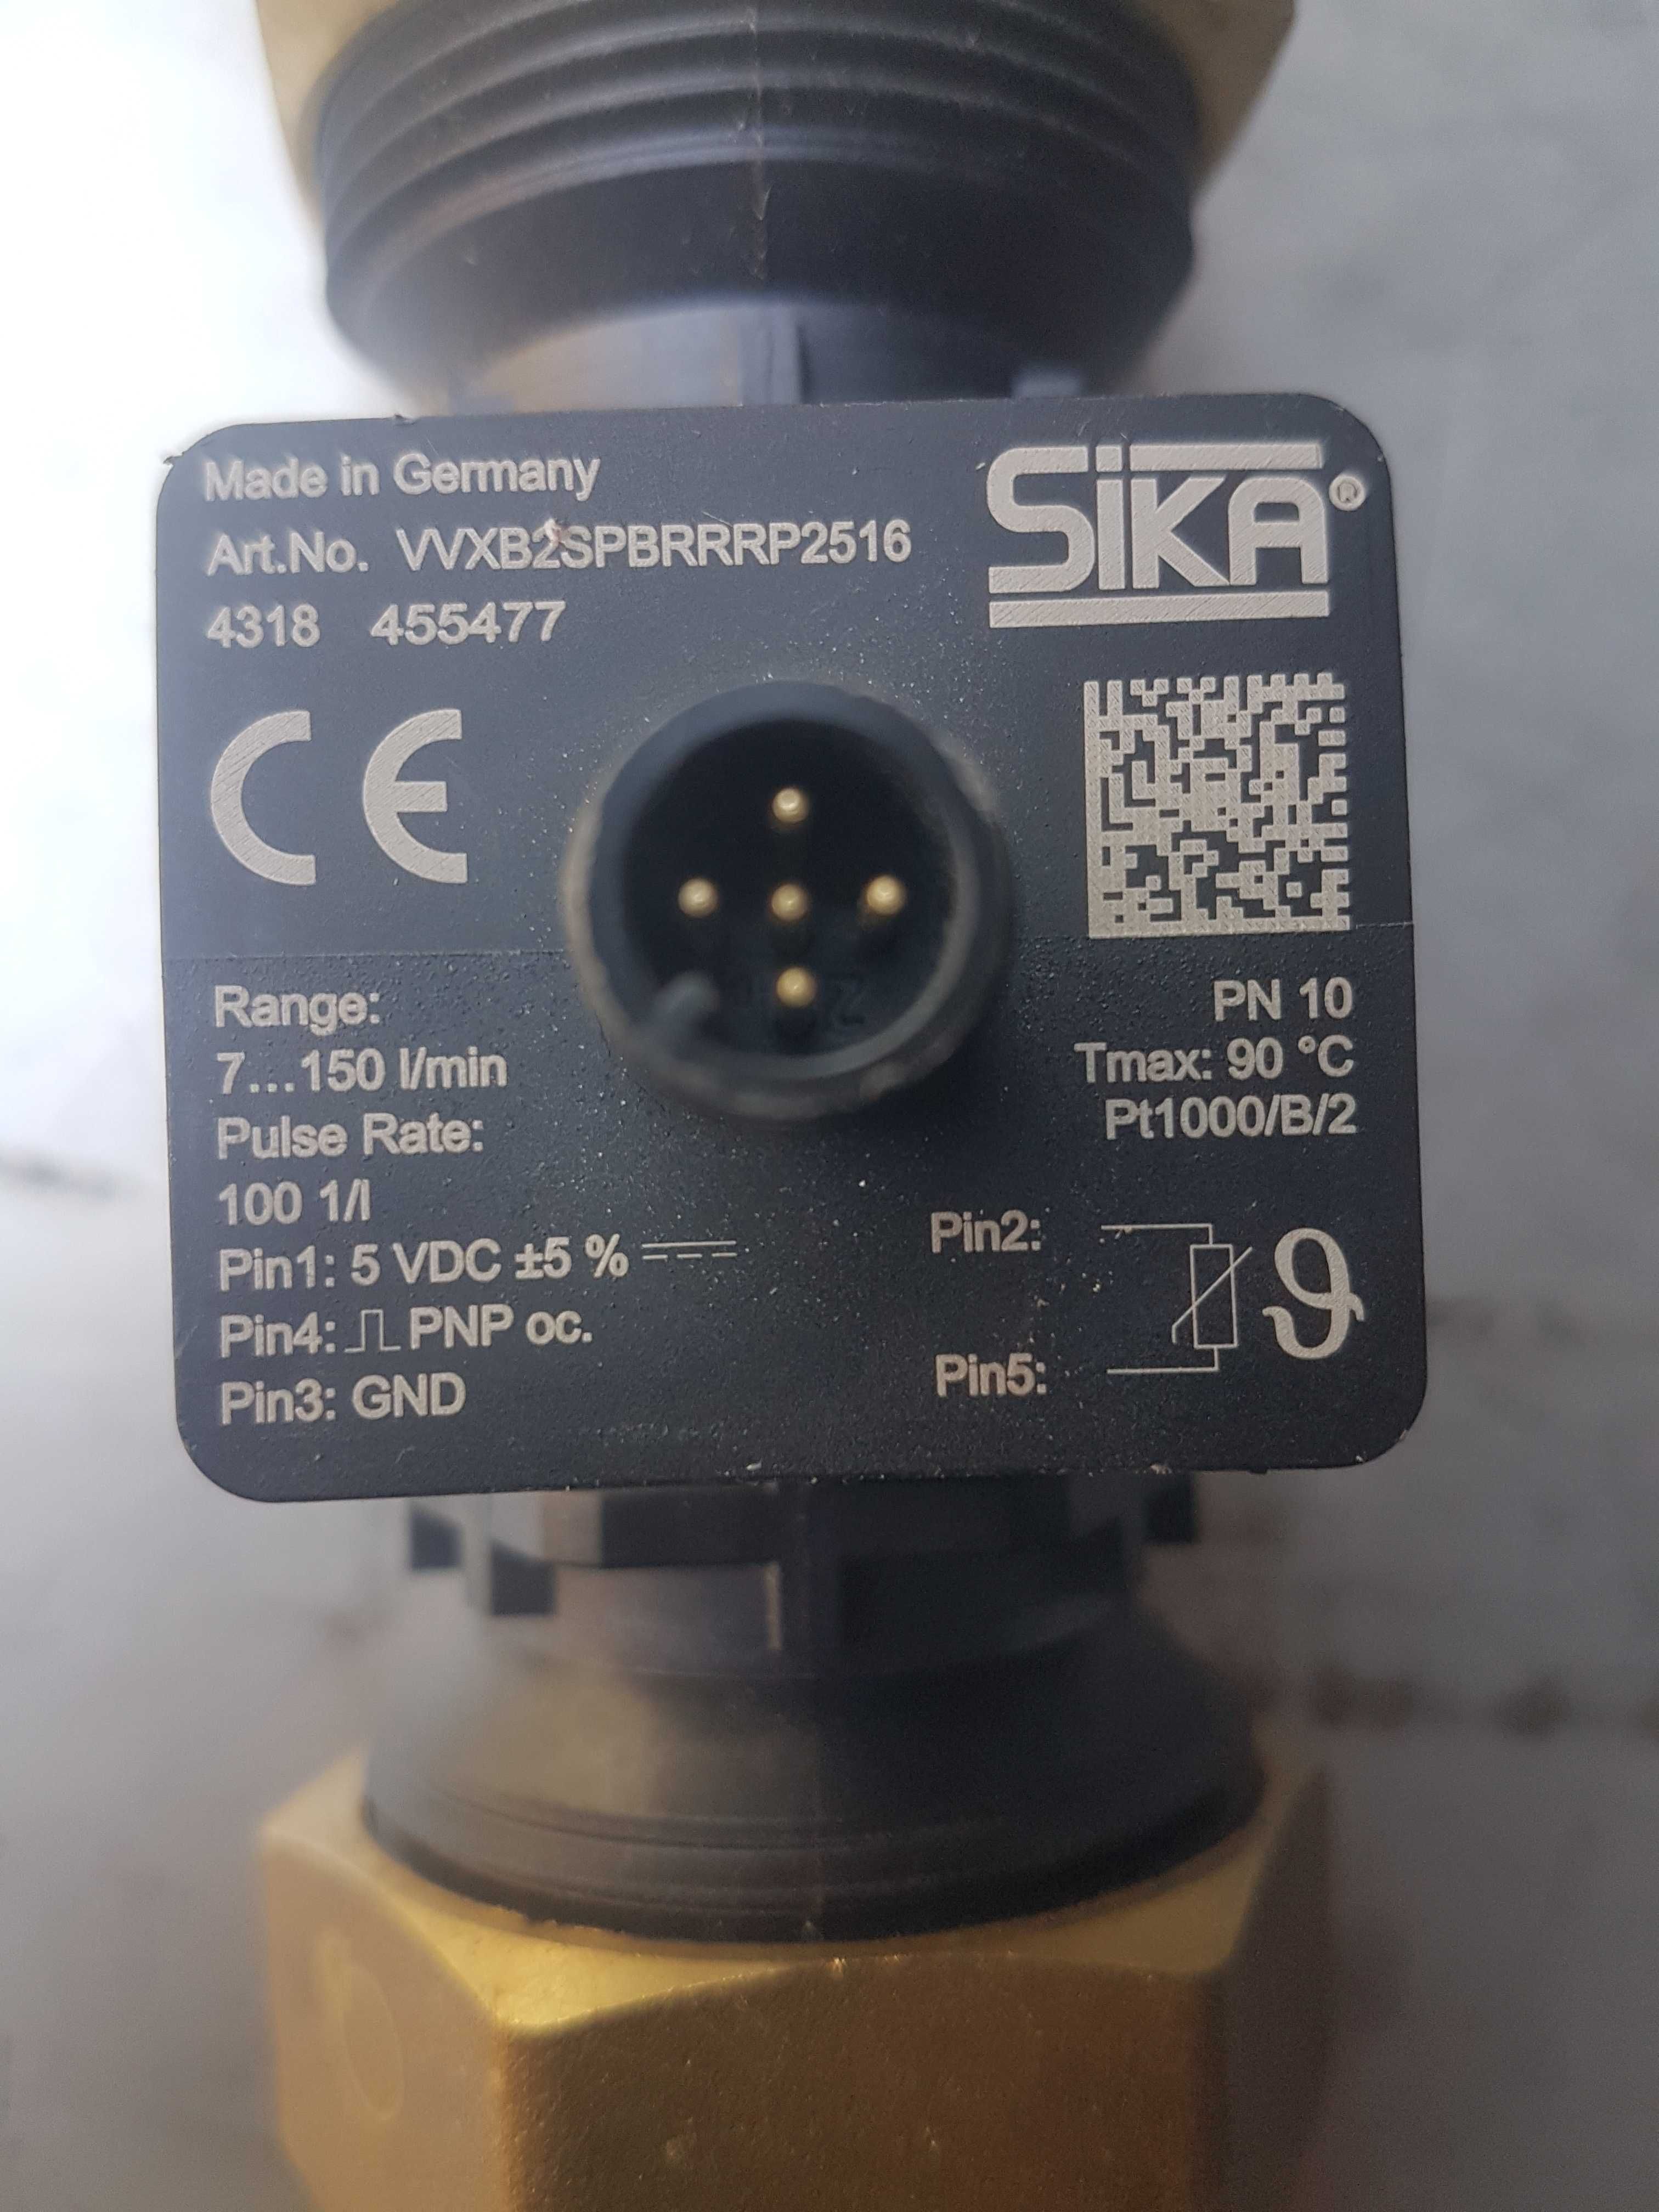 Made in Germany
SiKA®
Art.No. VVXB2SPBRRRP2516
4318 455477
CE
Range:
7...150 l/min
Pulse Rate:
100 1/l
Pin1: 5 VDC ±5 %
Pin4: PNP oc.
Pin3: GND
PN 10
Tmax: 90 °C
Pt1000/B/2
Pin2:
ϑ
Pin5: